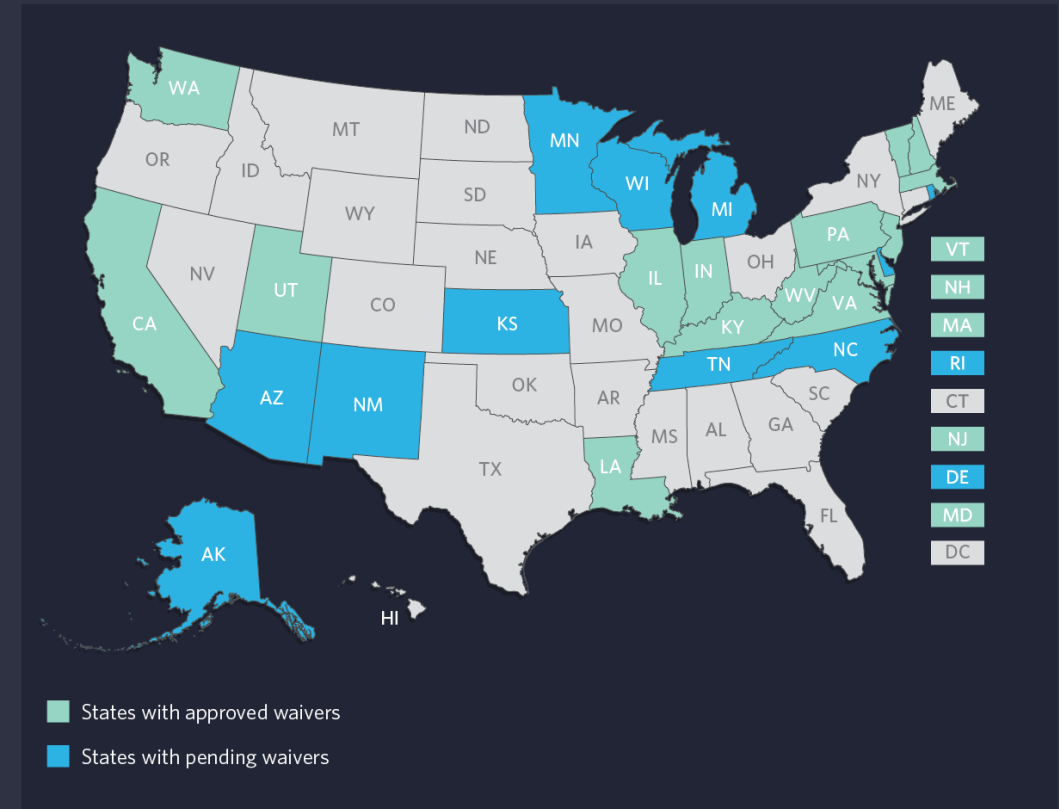 WA
MT
ND
MN
ME
OR
ID
SD
WI
NY
WY
MI
IA
PA
NE
OH
VT
NV
IL
IN
UT
NH
CO
WV
VA
CA
KS
MO
KY
MA
NC
TN
RI
OK
AZ
NM
AR
SC
CT
MS
AL
GA
NJ
TX
LA
DE
FL
MD
AK
DC
HI
States with approved waivers
States with pending waivers